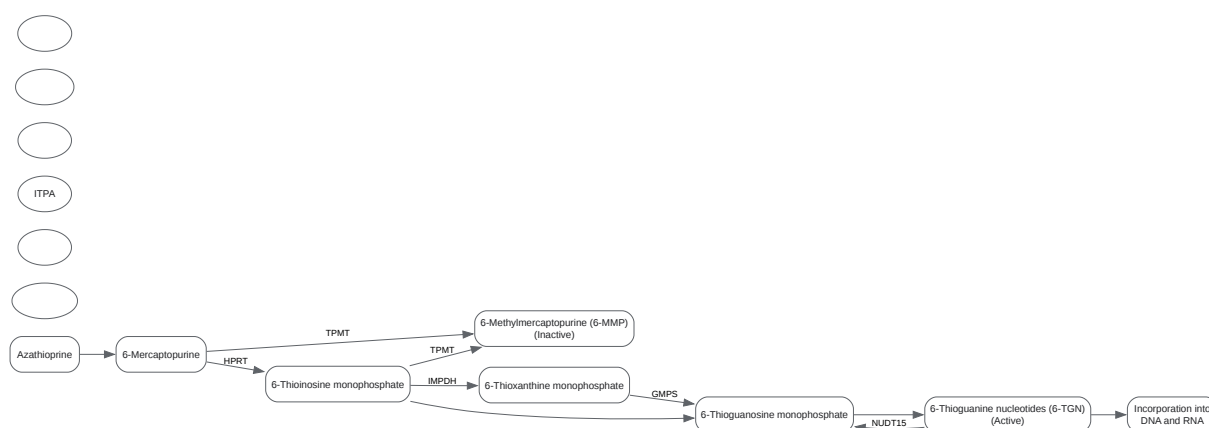 ITPA
Azathioprine
6-Mercaptopurine
TPMT
HPRT
6-Methylmercaptopurine (6-MMP)
(Inactive)
TPMT
6-Thioinosine monophosphate
IMPDH
6-Thioxanthine monophosphate
GMPS
6-Thioguanosine monophosphate
NUDT15
6-Thioguanine nucleotides (6-TGN)
(Active)
Incorporation into
DNA and RNA